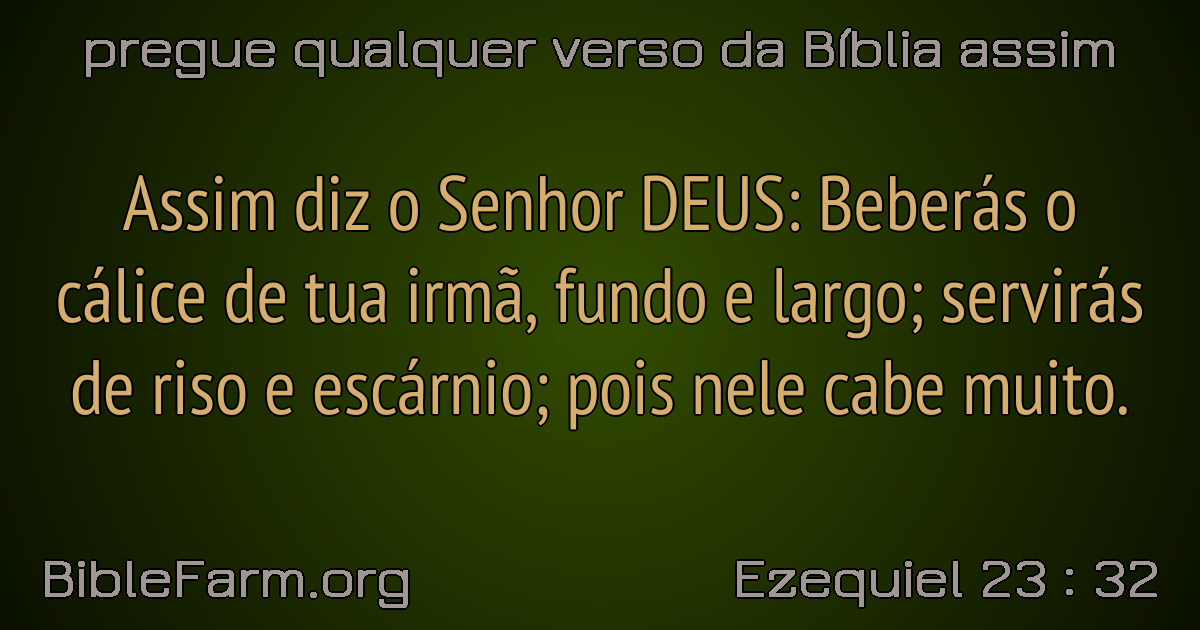 pregue qualquer verso da Bíblia assim
Assim diz o Senhor DEUS: Beberás o
cálice de tua irmã, fundo e largo; servirás
de riso e escárnio; pois nele cabe muito.
BibleFarm.org
Ezequiel 23 : 32